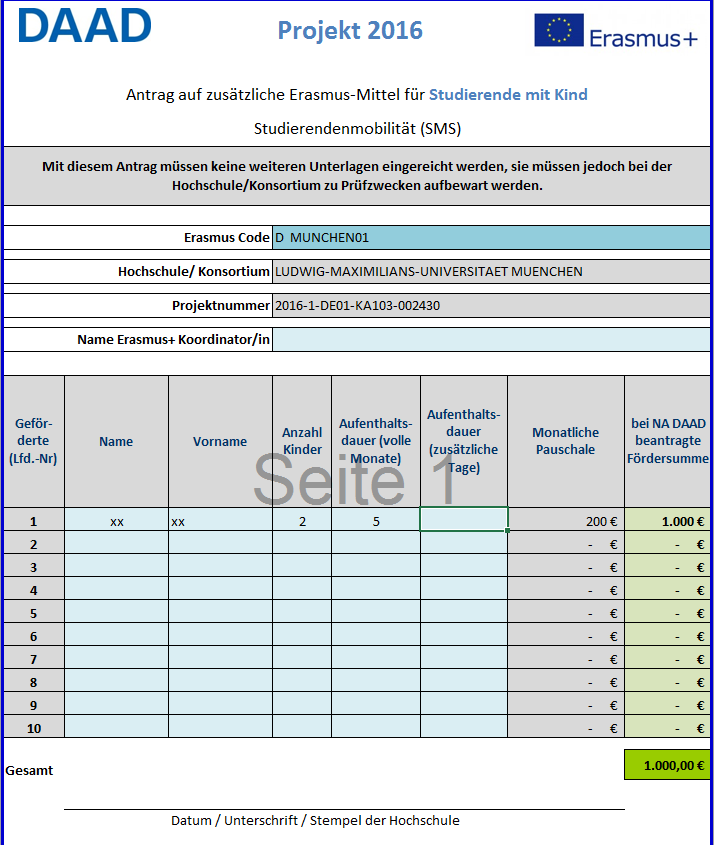 DAAD
Projekt 2016
Erasmus+
Antrag auf zusätzliche Erasmus-Mittel für Studierende mit Kind
Studierendenmobilität (SMS)
Mit diesem Antrag müssen keine weiteren Unterlagen eingereicht werden, sie müssen jedoch bei der
Hochschule/Konsortium zu Prüfzwecken aufbewart werden.
Erasmus Code D MUNCHEN01
Hochschule/ Konsortium LUDWIG-MAXIMILIANS-UNIVERSITAET MUENCHEN
Projektnummer 2016-1-DE01-KA103-002430
Name Erasmus+ Koordinator/in
Geför-
derte
(Lfd.-Nr)
Name
Vorname
Anzahl
Kinder
Aufenthalts-
dauer (volle
Monate)
Aufenthalts-
dauer
(zusätzliche
Tage)
Monatliche
Pauschale
bei NA DAAD
beantragte
Fördersumme
Seite 1
1 xx xx 2 5 200 € 1.000 €
2 - € - €
3 - € - €
4 - € - €
5 - € - €
6 - € - €
7 - € - €
8 - € - €
9 - € - €
10 - € - €
Gesamt 1.000,00 €
Datum / Unterschrift / Stempel der Hochschule